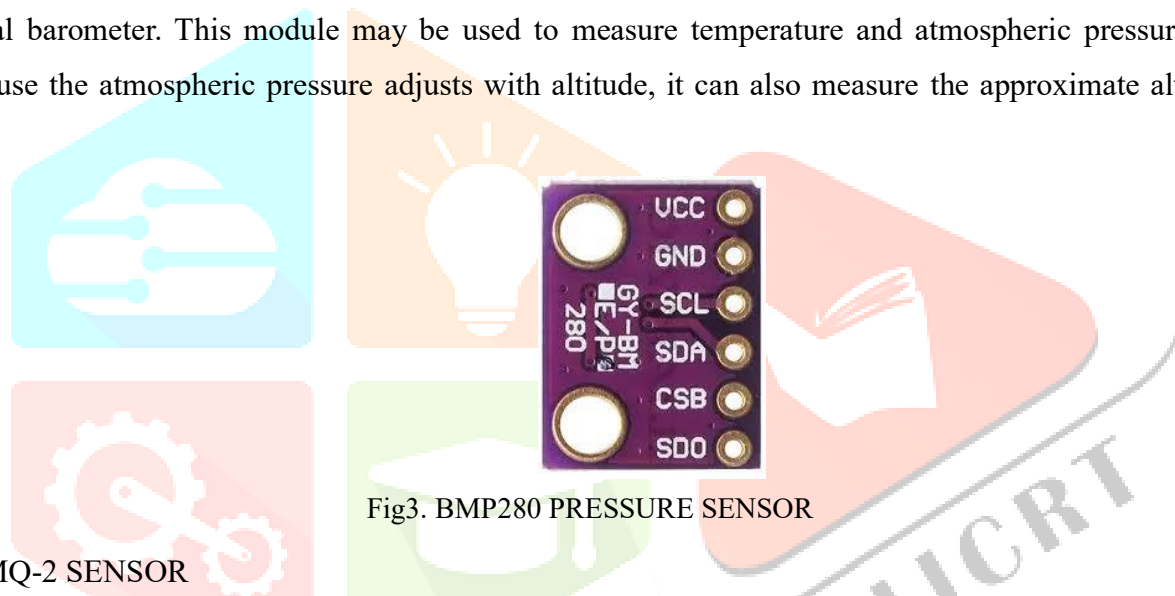 al barometer. This module may be used to measure temperature and atmospheric pressur
use the atmospheric pressure adjusts with altitude, it can also measure the approximate al
VCC
GND
SCL
SDA
CSB
SDO
GY-BM
E/P
280
Fig3. BMP280 PRESSURE SENSOR
MQ-2 SENSOR
IJCRT